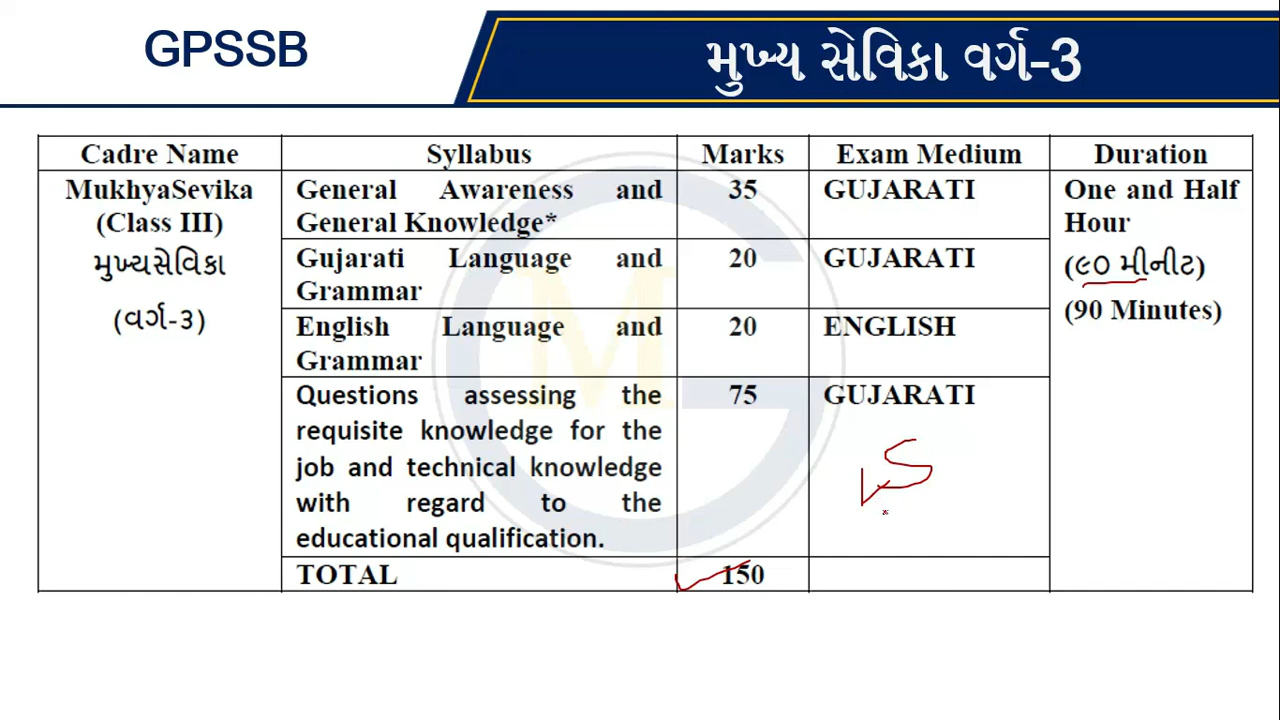 GPSSB
મુખ્ય સેવિકા વર્ગ-3
Cadre Name Syllabus Marks Exam Medium Duration
MukhyaSevika
(Class III)
મુખ્યસેવિકા
(વર્ગ-૩)
General Awareness and
General Knowledge*
35
GUJARATI
Gujarati Language and
Grammar
20
GUJARATI
English Language and
Grammar
20
ENGLISH
Questions assessing the
requisite knowledge for the
job and technical knowledge
with regard to the
educational qualification.
75
GUJARATI
TOTAL
150
One and Half
Hour
(૯૦ મીનીટ)
(90 Minutes)